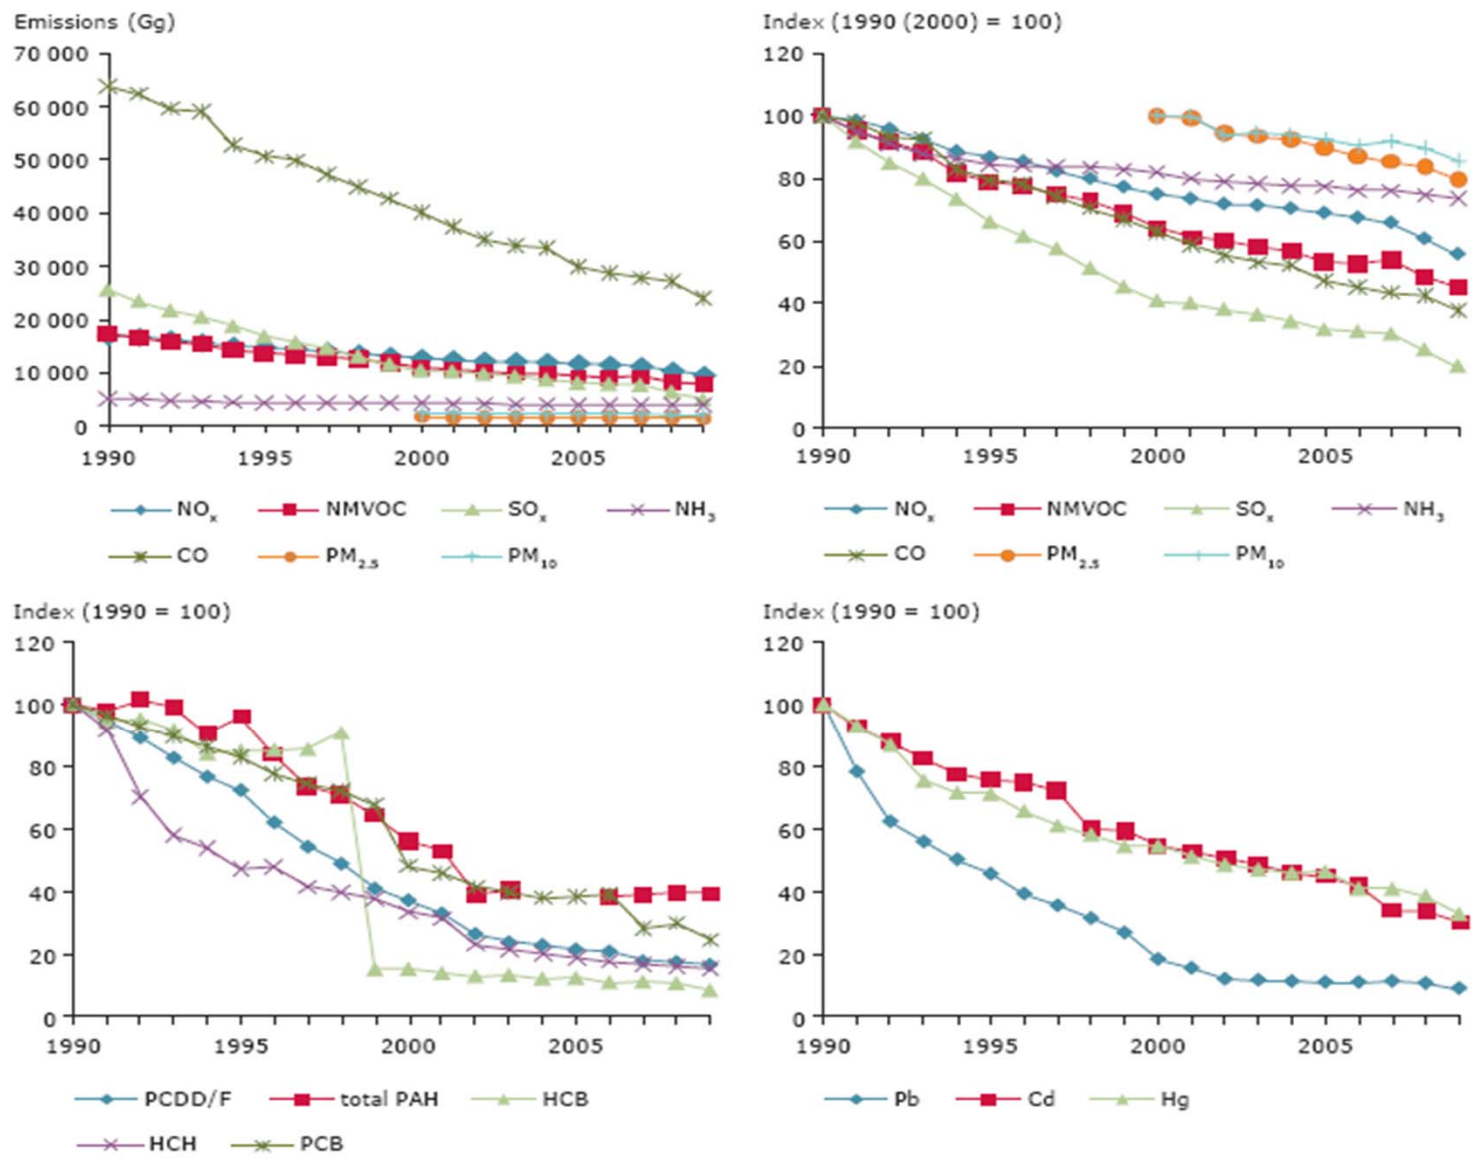 Emissions (Gg)
70 000
60 000
50 000
40 000
30 000
20 000
10 000
0
1990 1995 2000 2005
NOx NMVOC SOx NH3
CO PM2.5 PM10
Index (1990 (2000) = 100)
120
100
80
60
40
20
0
1990 1995 2000 2005
NOx NMVOC SOx NH3
CO PM2.5 PM10
Index (1990 = 100)
120
100
80
60
40
20
0
1990 1995 2000 2005
PCDD/F total PAH HCB
HCH PCB
Index (1990 = 100)
120
100
80
60
40
20
0
1990 1995 2000 2005
Pb Cd Hg